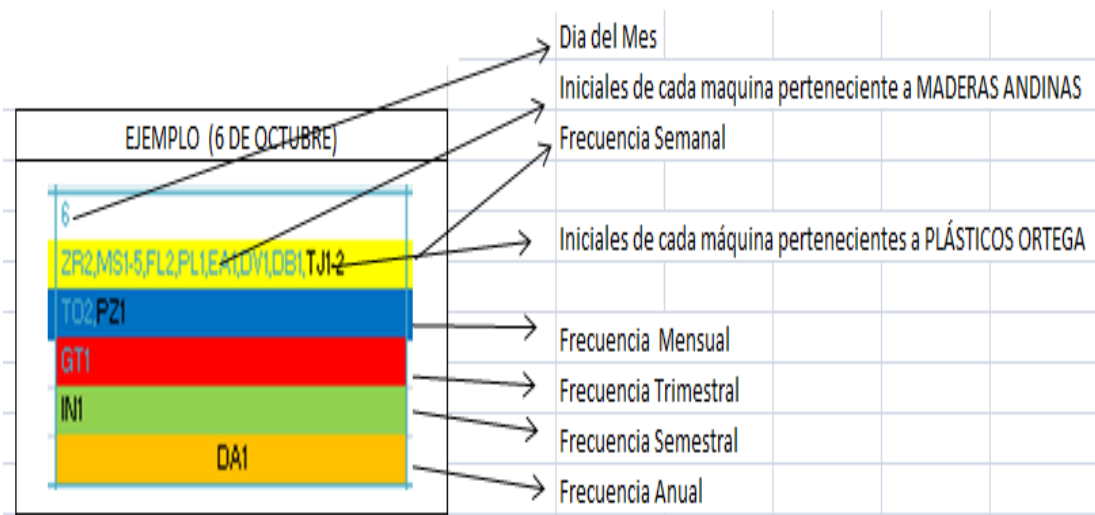 Dia del Mes
Iniciales de cada maquina perteneciente a MADERAS ANDINAS
EJEMPLO (6 DE OCTUBRE)
Frecuencia Semanal
6
Iniciales de cada máquina pertenecientes a PLÁSTICOS ORTEGA
ZR2,MS1-5,FL2,PL1,EA1,DV1,DB1,TJ1-2
TO2,PZ1
Frecuencia Mensual
GT1
Frecuencia Trimestral
IN1
Frecuencia Semestral
DA1
Frecuencia Anual